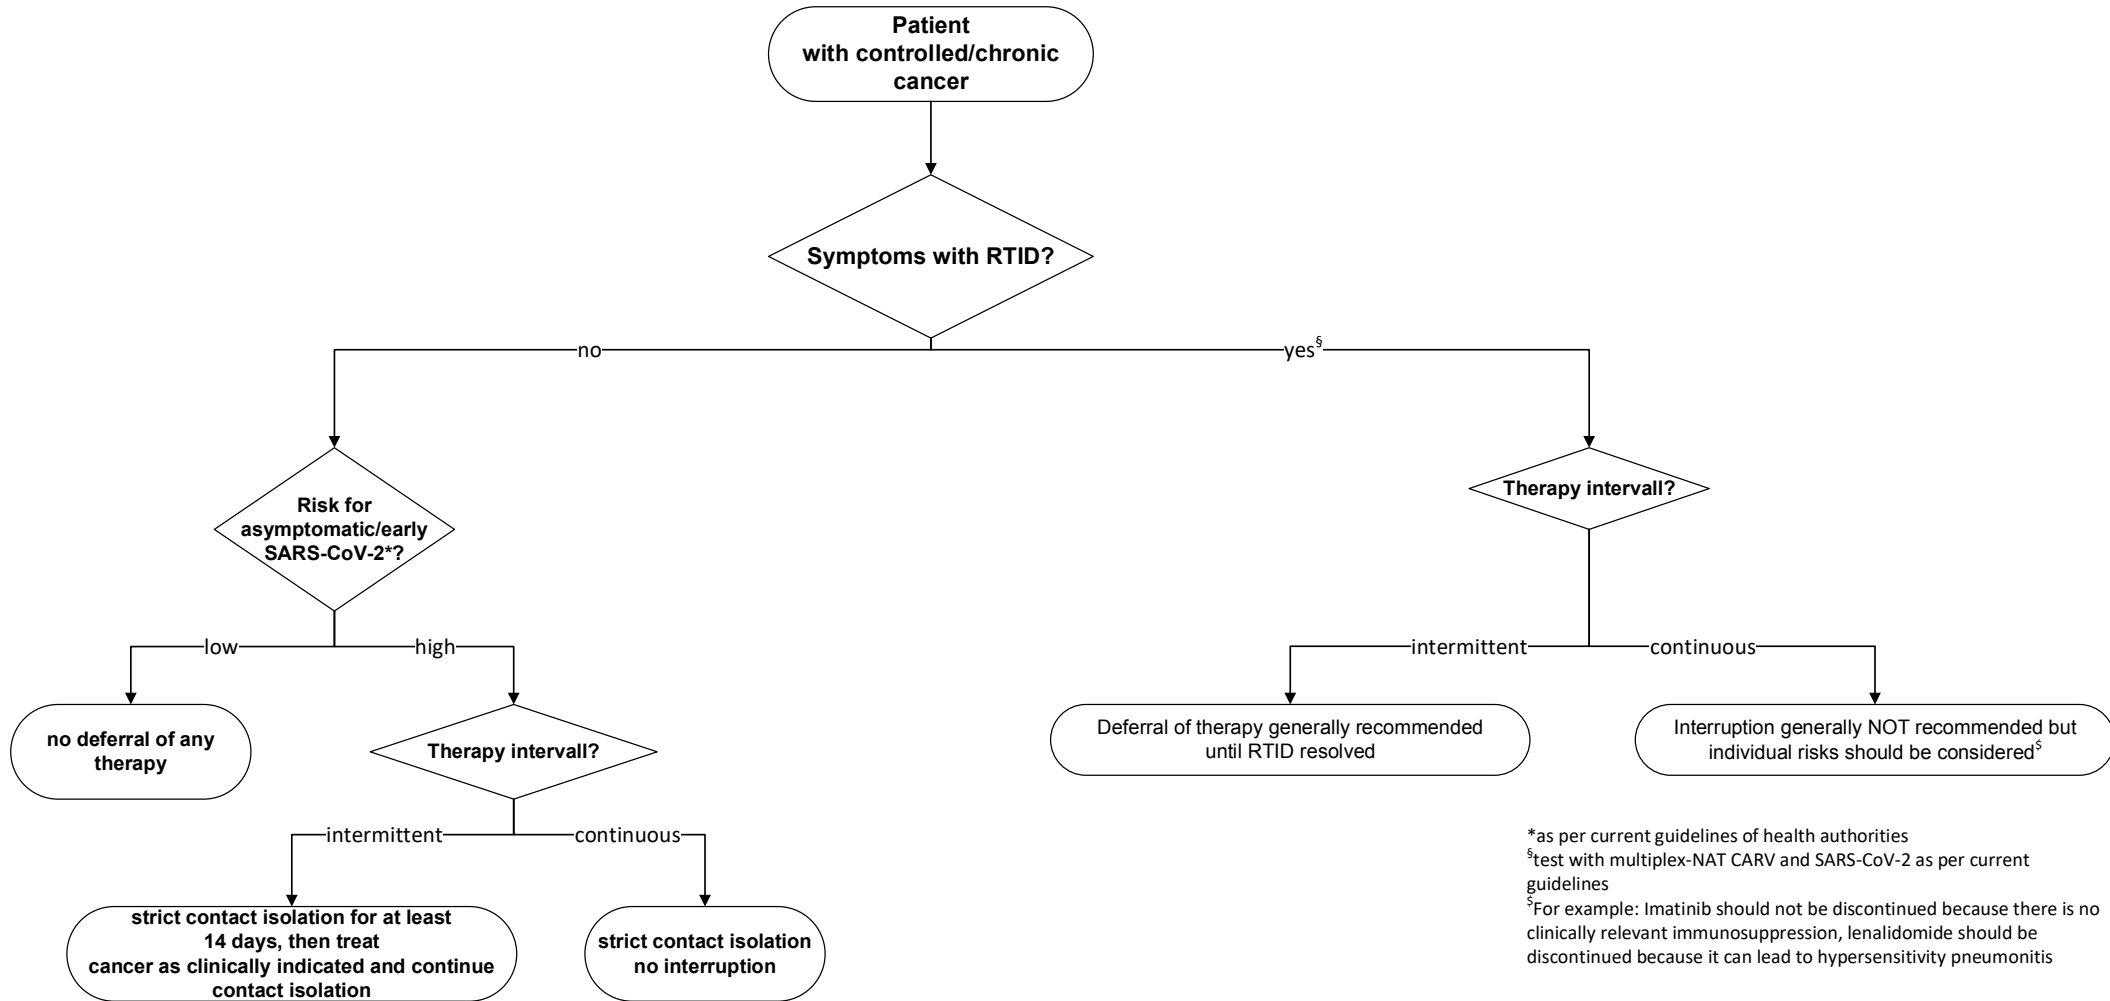 Patient
with controlled/chronic
cancer
Symptoms with RTID?
no
yes§
Risk for
asymptomatic/early
SARS-CoV-2*?
Therapy intervall?
low
high
intermittent
continuous
no deferral of any
therapy
Therapy intervall?
Deferral of therapy generally recommended
until RTID resolved
Interruption generally NOT recommended but
individual risks should be considered$
intermittent
continuous
strict contact isolation for at least
14 days, then treat
cancer as clinically indicated and continue
contact isolation
strict contact isolation
no interruption
*as per current guidelines of health authorities
§test with multiplex-NAT CARV and SARS-CoV-2 as per current
guidelines
$For example: Imatinib should not be discontinued because there is no
clinically relevant immunosuppression, lenalidomide should be
discontinued because it can lead to hypersensitivity pneumonitis